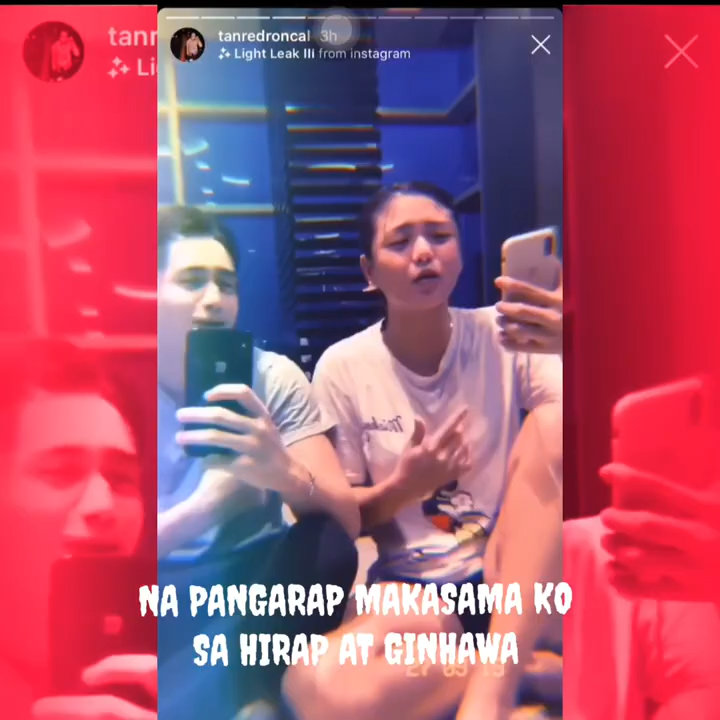 tanredroncal 3h
Light Leak III from instagram
NA PANGARAP MAKASAMA KO
SA HIRAP AT GINHAWA